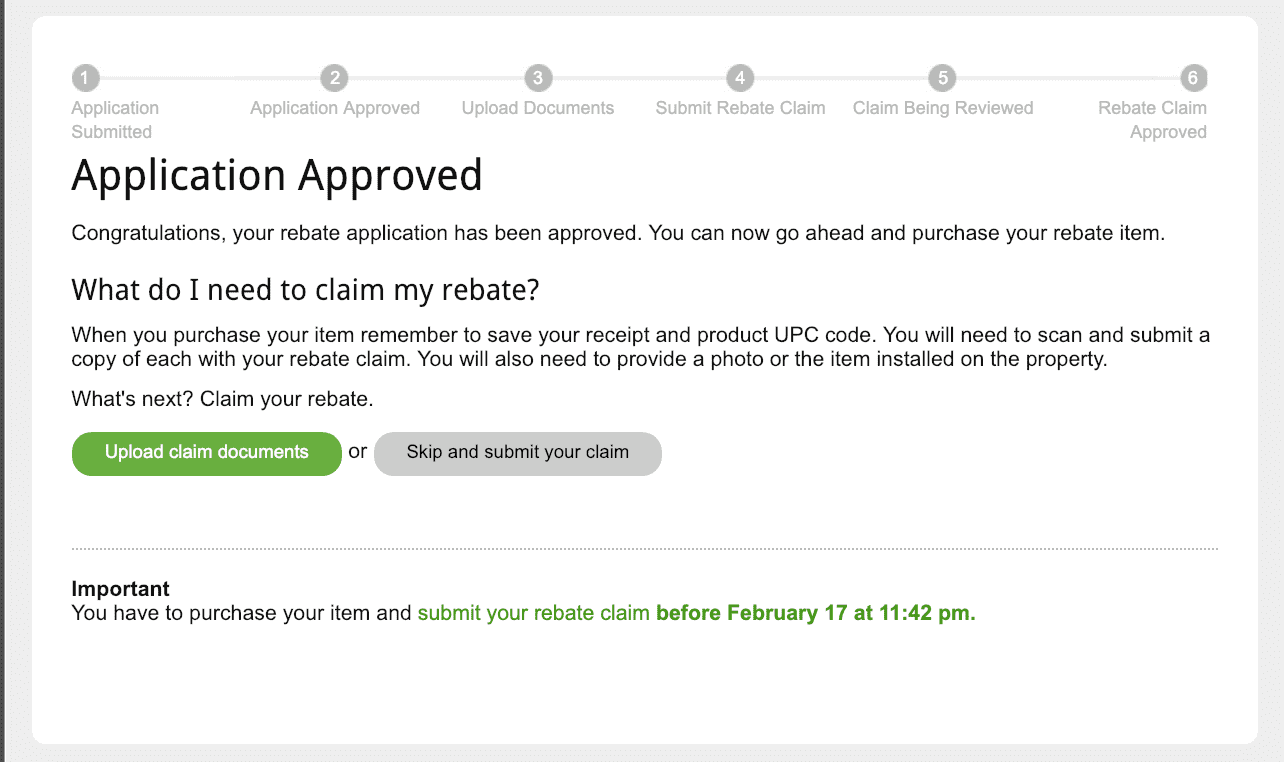 1 2 3 4 5 6
Application Submitted
Application Approved
Upload Documents
Submit Rebate Claim
Claim Being Reviewed
Rebate Claim Approved
Application Approved
Congratulations, your rebate application has been approved. You can now go ahead and purchase your rebate item.
What do I need to claim my rebate?
When you purchase your item remember to save your receipt and product UPC code. You will need to scan and submit a
copy of each with your rebate claim. You will also need to provide a photo or the item installed on the property.
What's next? Claim your rebate.
Upload claim documents or Skip and submit your claim
Important
You have to purchase your item and submit your rebate claim before February 17 at 11:42 pm.